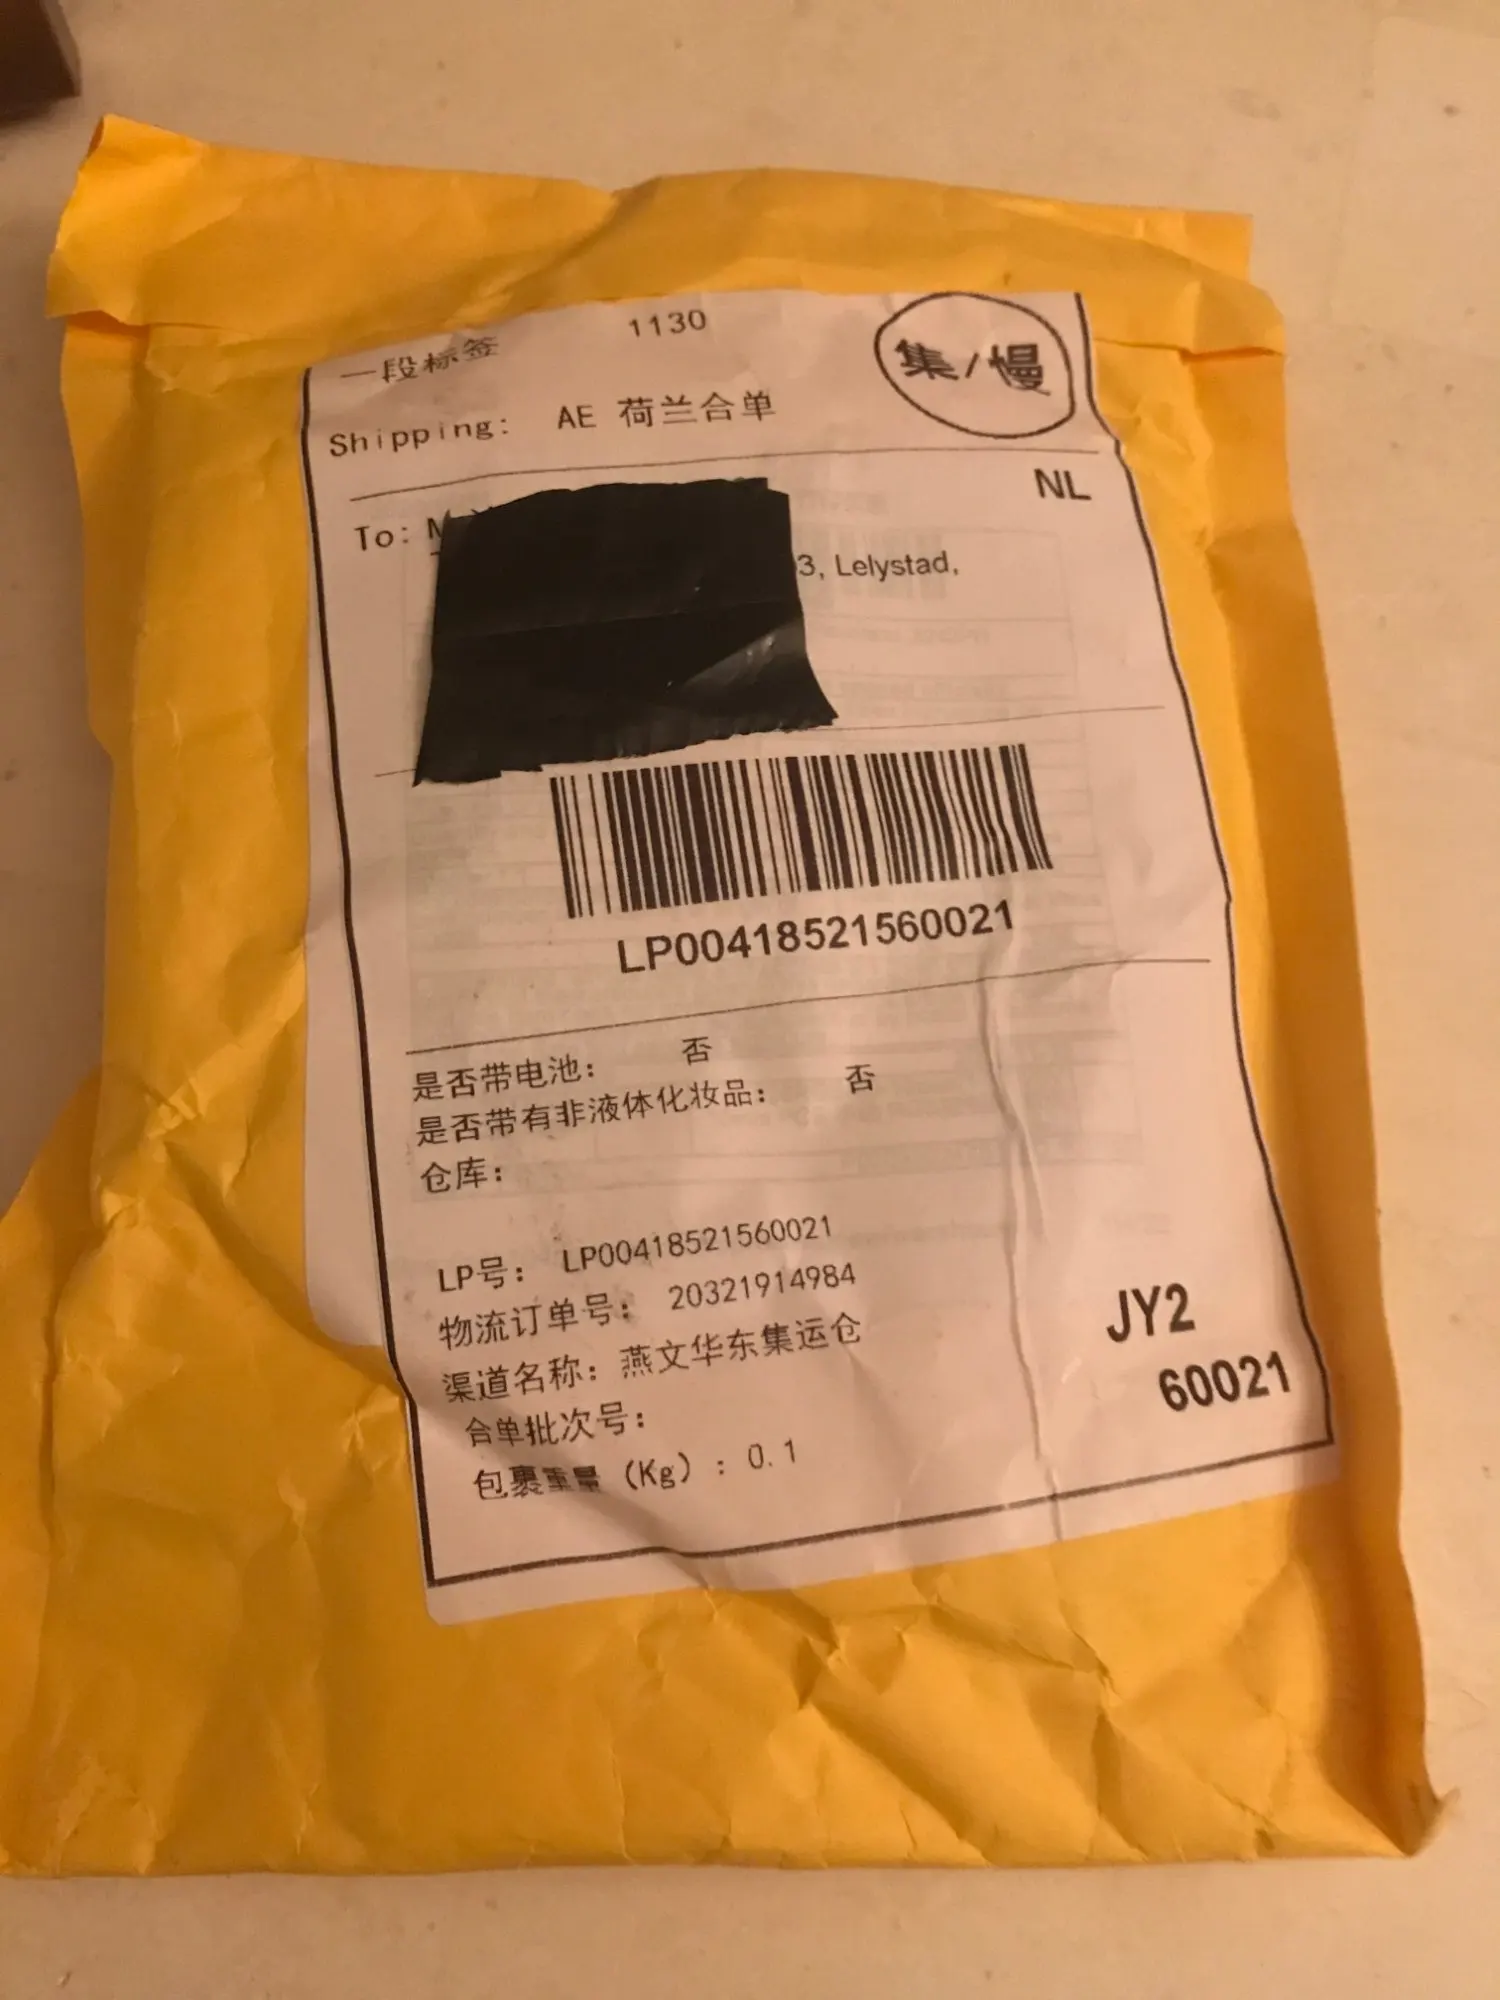 一段标签 1130
集/慢
Shipping: AE 荷兰合单
NL
To:
3, Lelystad,
LP00418521560021
是否带电池: 否
是否带有非液体化妆品: 否
仓库:
LP号: LP00418521560021
物流订单号: 20321914984
渠道名称: 燕文华东集运仓
合单批次号:
包裹重量 (Kg) : 0.1
JY2
60021